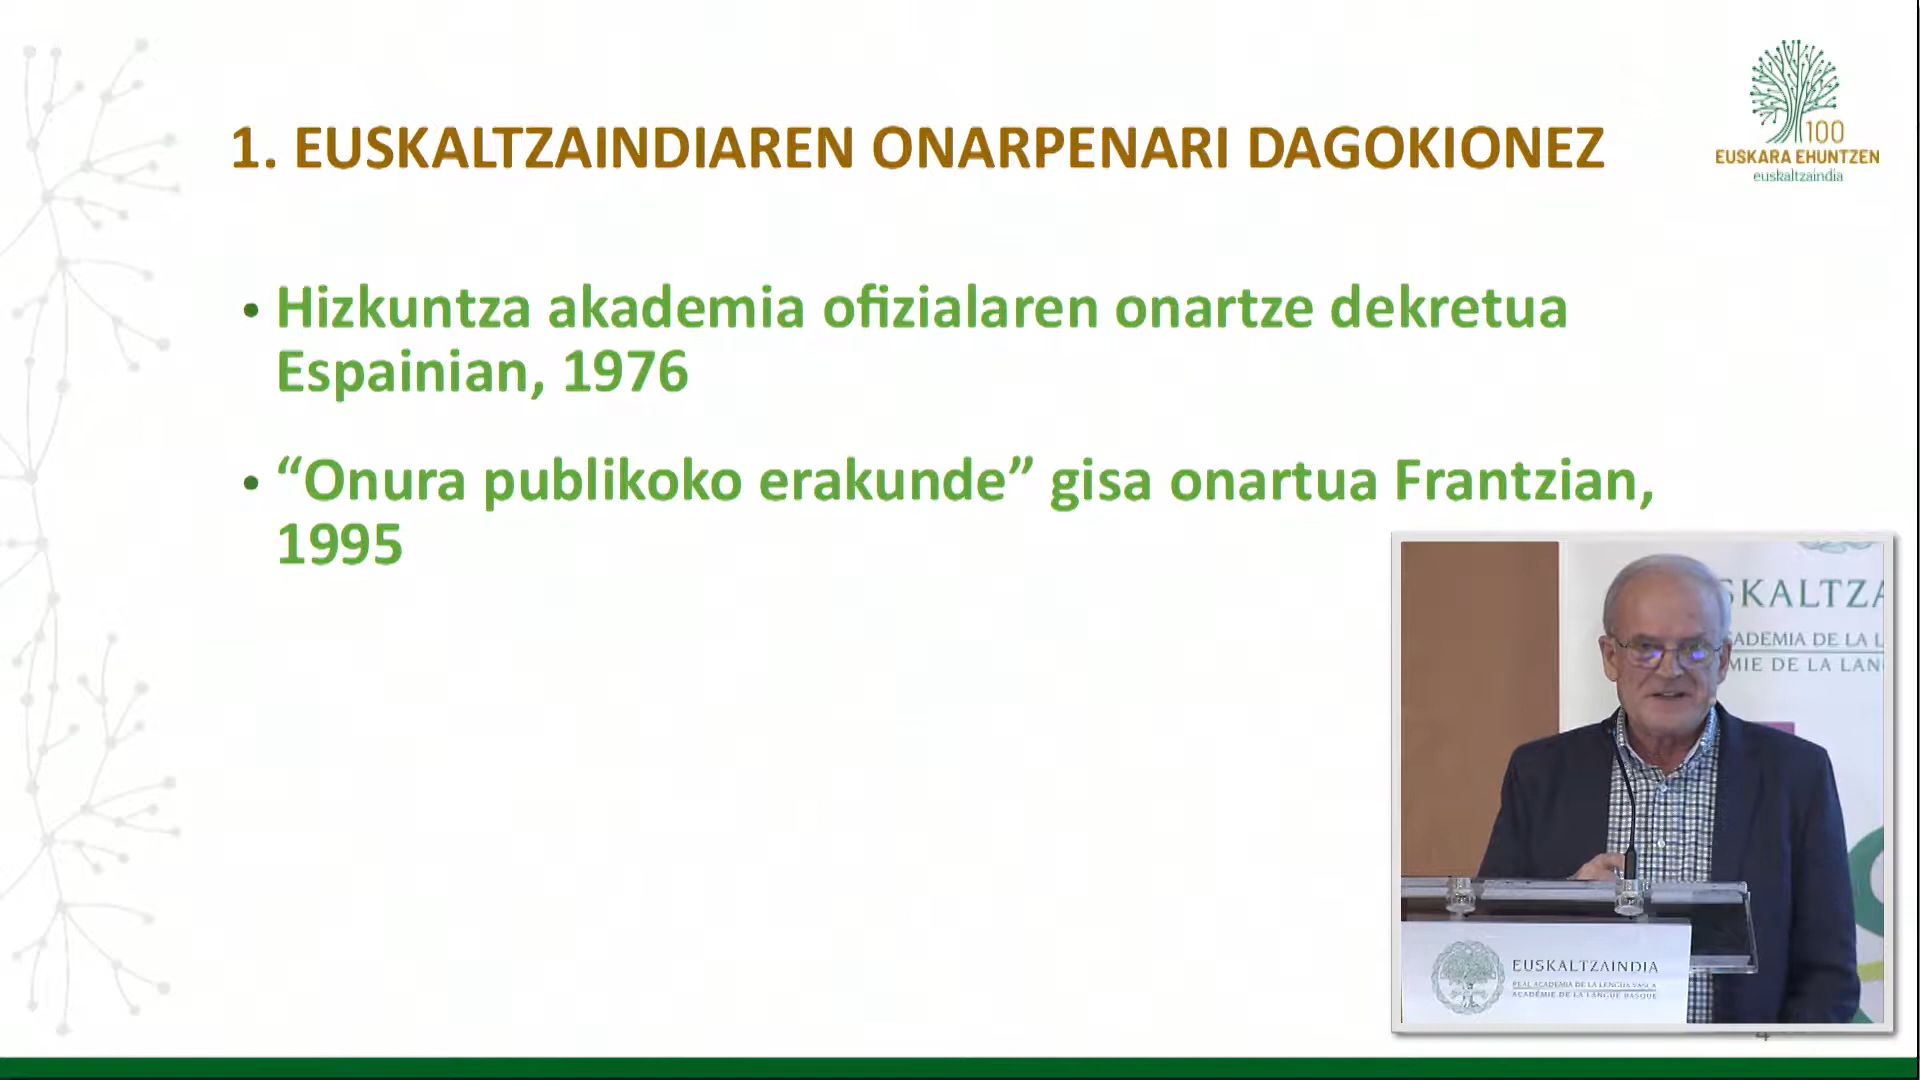 1. EUSKALTZAINDIAREN ONARPENARI DAGOKIONEZ
100
EUSKARA EHUNTZEN
euskaltzaindia
• Hizkuntza akademia ofizialaren onartze dekretua
Espainian, 1976
• “Onura publikoko erakunde” gisa onartua Frantzian,
1995
SKALTZA
ADEMIA DE LA L
MIE DE LA LAN
EUSKALTZAINDIA
REAL ACADEMIA DE LA LENGUA VASCA
ACADÉMIE DE LA LANGUE BASQUE